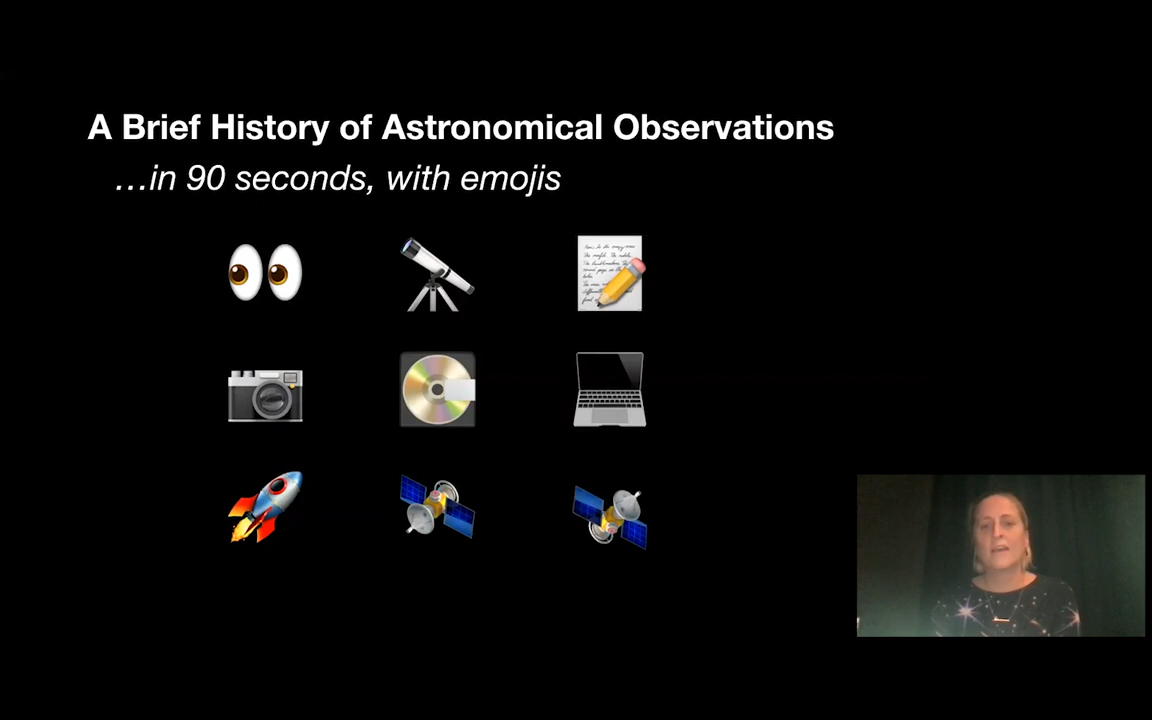 A Brief History of Astronomical Observations
…in 90 seconds, with emojis